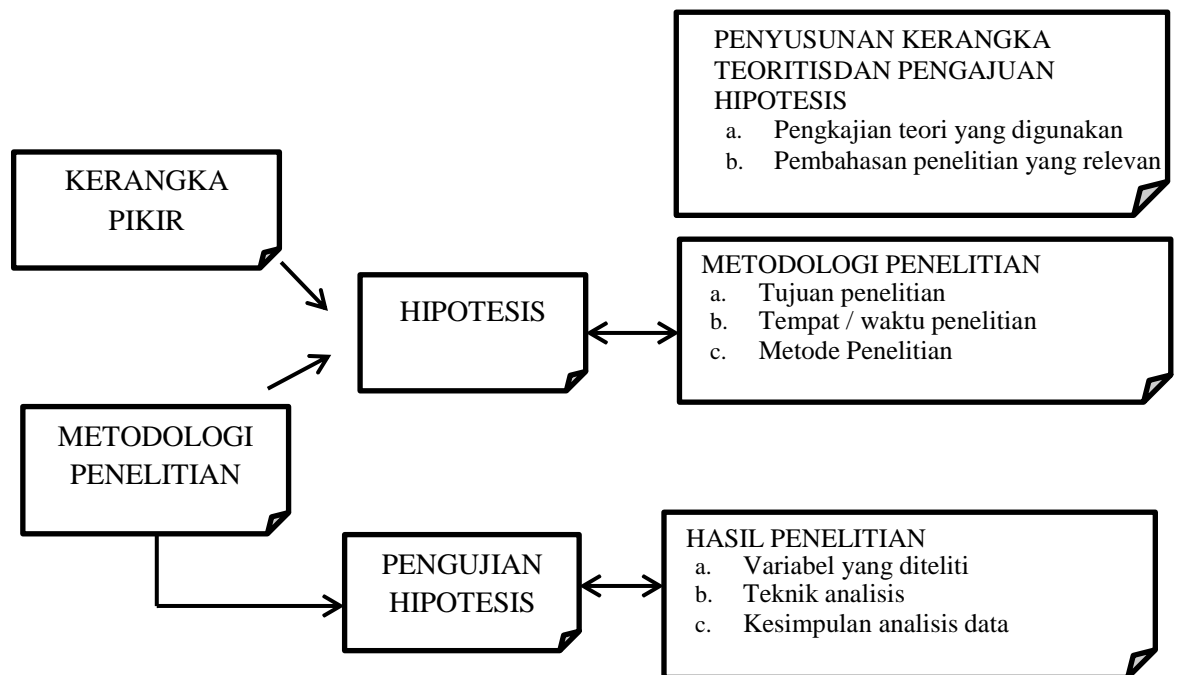 PENYUSUNAN KERANGKA
TEORITISDAN PENGAJUAN
HIPOTESIS
a. Pengkajian teori yang digunakan
b. Pembahasan penelitian yang relevan
KERANGKA
PIKIR
METODOLOGI PENELITIAN
a. Tujuan penelitian
b. Tempat / waktu penelitian
c. Metode Penelitian
HIPOTESIS
METODOLOGI
PENELITIAN
PENGUJIAN
HIPOTESIS
HASIL PENELITIAN
a. Variabel yang diteliti
b. Teknik analisis
c. Kesimpulan analisis data